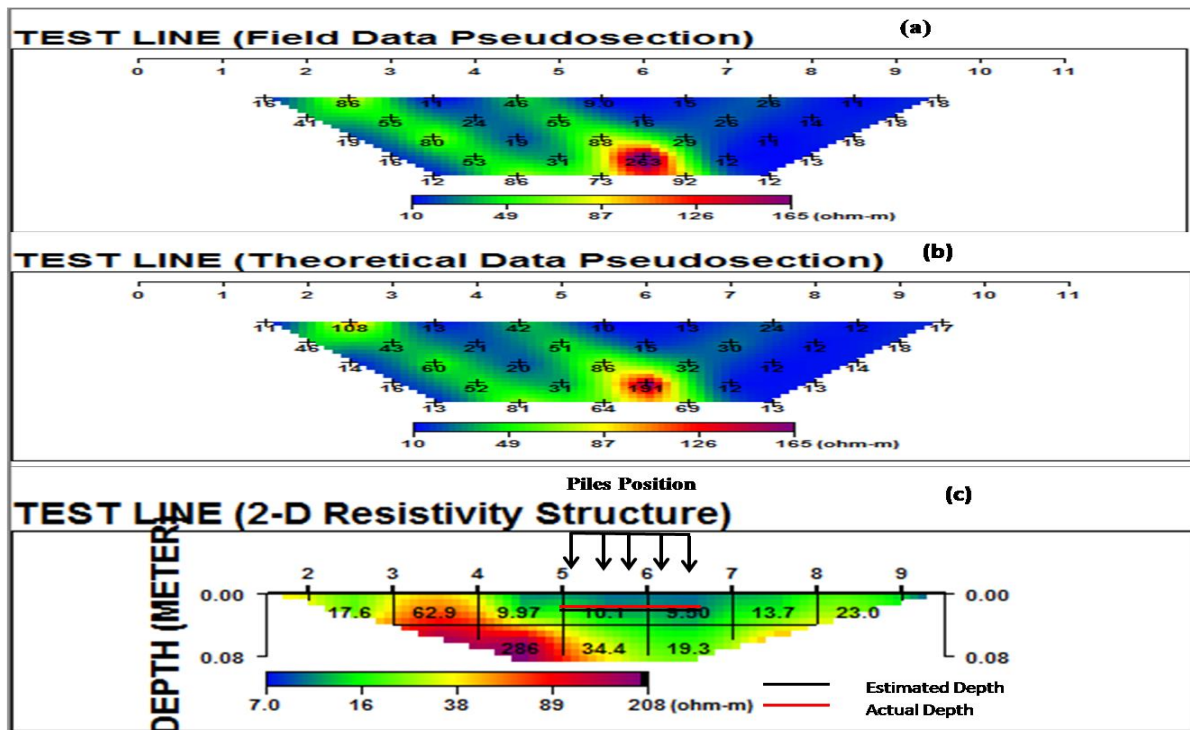 TEST LINE (Field Data Pseudosection) (a)
0 1 2 3 4 5 6 7 8 9 10 11
16 86 11 46 9.0 15 26 11 18
41 55 24 55 16 26 14 18
19 80 19 88 29 11 18
16 53 31 263 12 13
12 86 73 92 12
10 49 87 126 165 (ohm-m)
TEST LINE (Theoretical Data Pseudosection) (b)
0 1 2 3 4 5 6 7 8 9 10 11
11 108 13 42 10 13 24 12 17
46 43 21 51 15 30 12 18
14 60 20 86 32 12 14
16 52 31 191 12 13
13 81 64 69 13
10 49 87 126 165 (ohm-m)
Piles Position
TEST LINE (2-D Resistivity Structure) (c)
DEPTH (METER)
2 3 4 5 6 7 8 9
0.00 0.00
17.6 62.9 9.97 10.1 9.50 13.7 23.0
286 34.4 19.3
0.08 0.08
7.0 16 38 89 208 (ohm-m)
Estimated Depth
Actual Depth